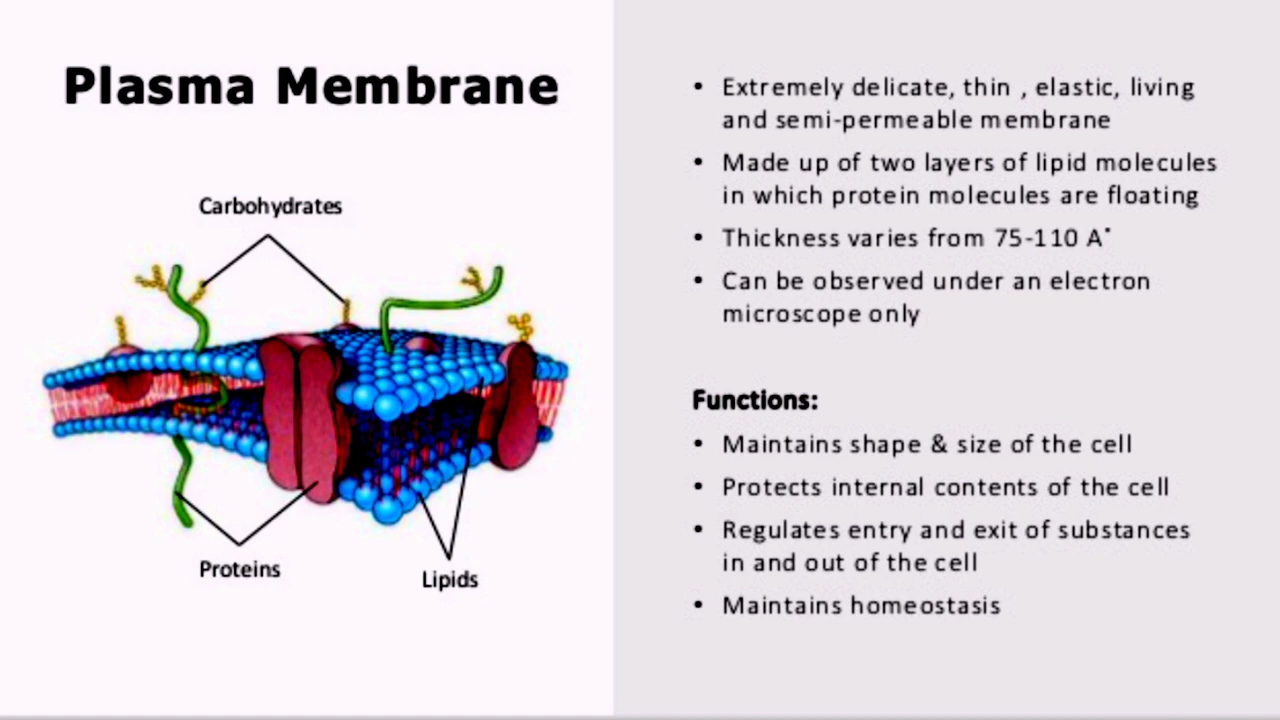 Plasma Membrane
Carbohydrates
Proteins
Lipids
• Extremely delicate, thin , elastic, living
and semi-permeable membrane
• Made up of two layers of lipid molecules
in which protein molecules are floating
• Thickness varies from 75-110 A˚
• Can be observed under an electron
microscope only
Functions:
• Maintains shape & size of the cell
• Protects internal contents of the cell
• Regulates entry and exit of substances
in and out of the cell
• Maintains homeostasis